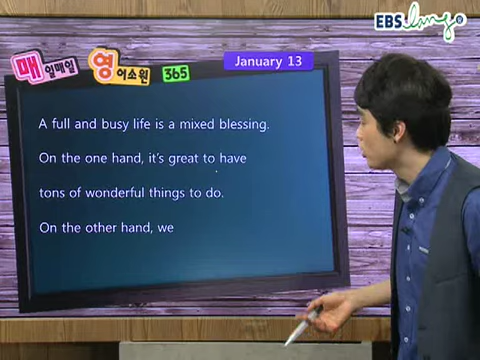 EBS lang
매일매일 영어소원 365
January 13
A full and busy life is a mixed blessing.
On the one hand, it's great to have
tons of wonderful things to do.
On the other hand, we